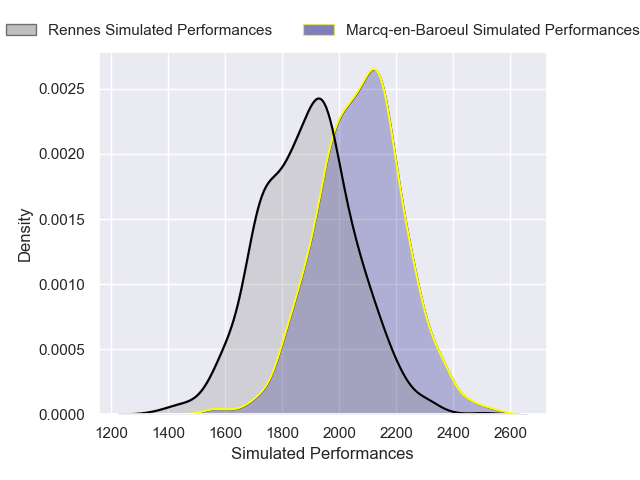 Rennes Simulated Performances
Marcq-en-Baroeul Simulated Performances
0.0025
0.0020
0.0015
0.0010
0.0005
0.0000
Density
1200 1400 1600 1800 2000 2200 2400 2600
Simulated Performances